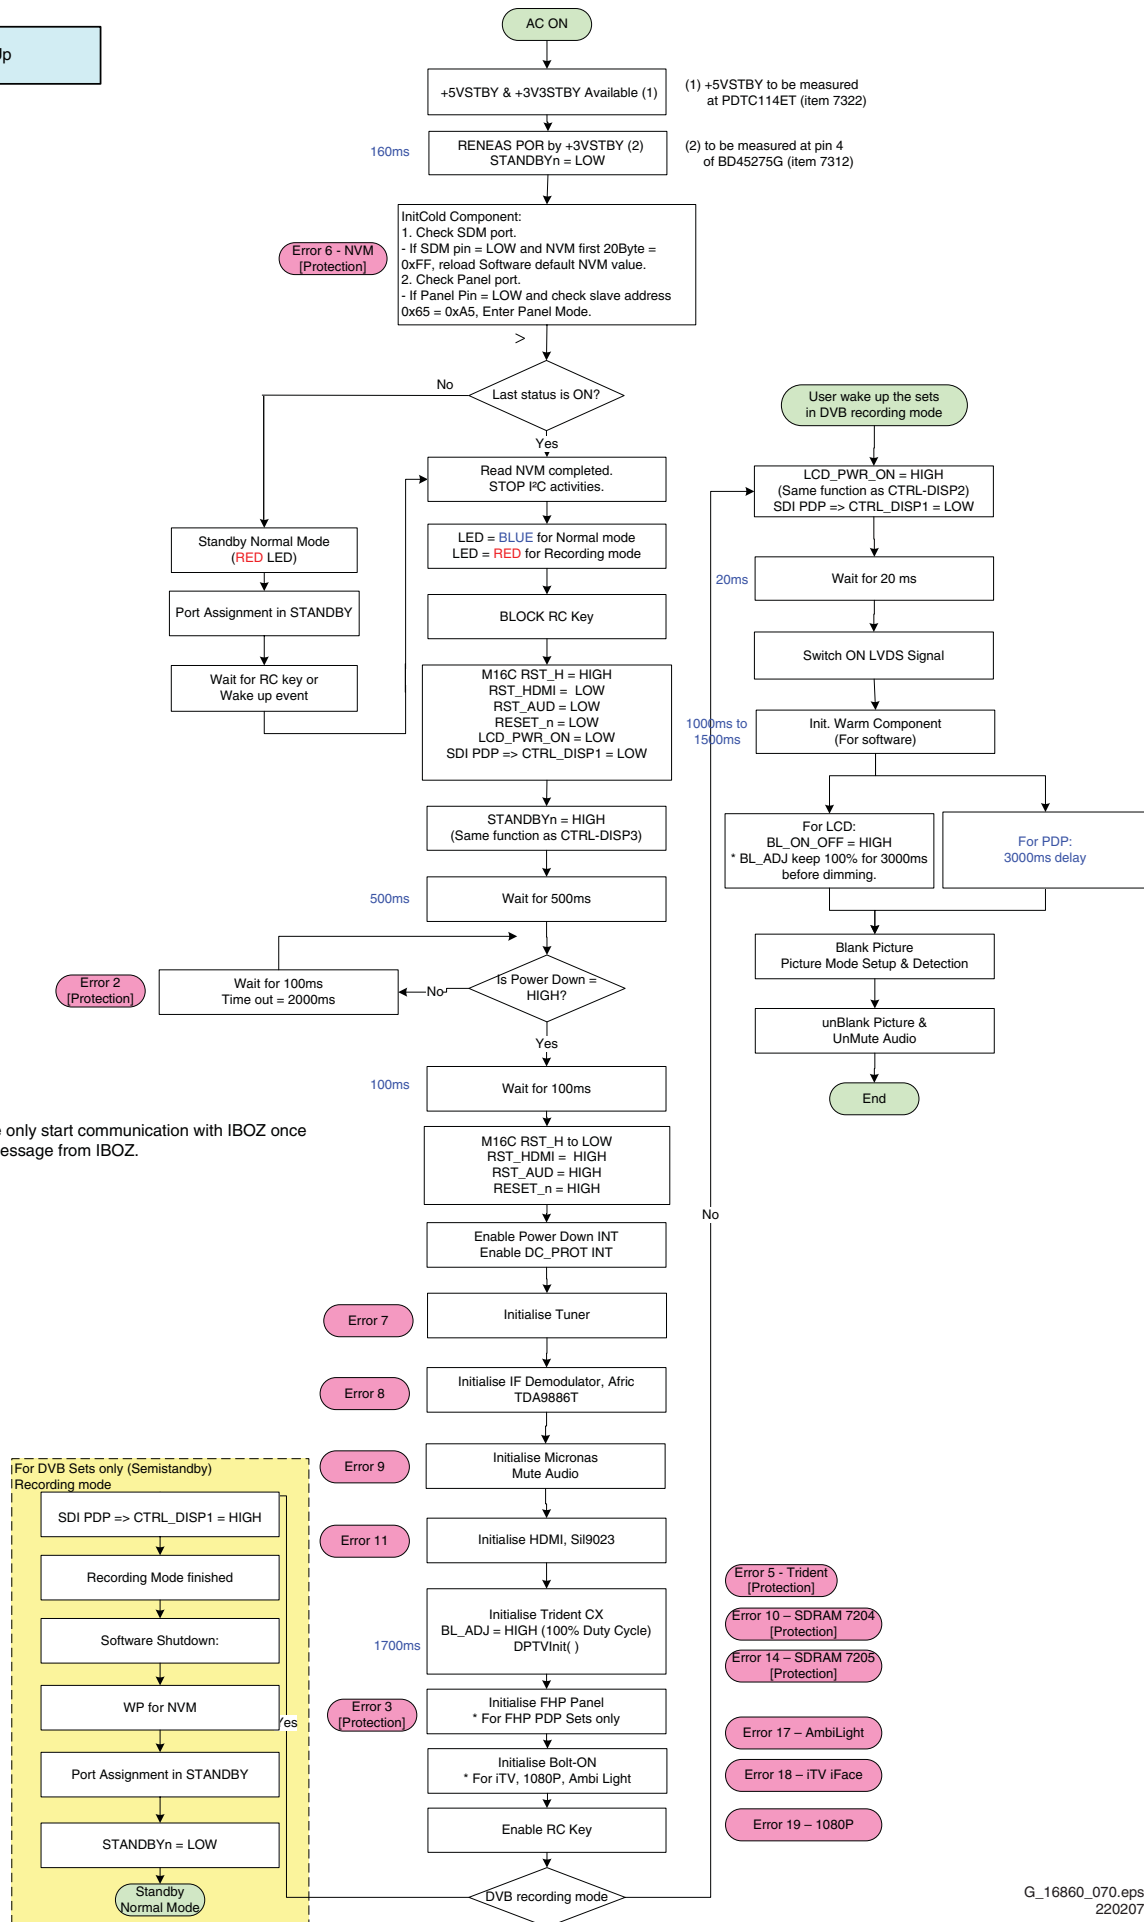 AC ON
+5VSTBY & +3V3STBY Available (1)
(1) +5VSTBY to be measured
at PDTC114ET (item 7322)
160ms
RENEAS POR by +3VSTBY (2)
STANDBYn = LOW
(2) to be measured at pin 4
of BD45275G (item 7312)
Error 6 - NVM
[Protection]
InitCold Component:
1. Check SDM port.
- If SDM pin = LOW and NVM first 20Byte =
0xFF, reload Software default NVM value.
2. Check Panel port.
- If Panel Pin = LOW and check slave address
0x65 = 0xA5, Enter Panel Mode.
>
No
Last status is ON?
Yes
Standby Normal Mode
(RED LED)
Port Assignment in STANDBY
Wait for RC key or
Wake up event
Read NVM completed.
STOP I²C activities.
LED = BLUE for Normal mode
LED = RED for Recording mode
BLOCK RC Key
M16C RST_H = HIGH
RST_HDMI = LOW
RST_AUD = LOW
RESET_n = LOW
LCD_PWR_ON = LOW
SDI PDP => CTRL_DISP1 = LOW
STANDBYn = HIGH
(Same function as CTRL-DISP3)
500ms
Wait for 500ms
Error 2
[Protection]
Wait for 100ms
Time out = 2000ms
No
Is Power Down =
HIGH?
Yes
100ms
Wait for 100ms
only start communication with IBOZ once
essage from IBOZ.
M16C RST_H to LOW
RST_HDMI = HIGH
RST_AUD = HIGH
RESET_n = HIGH
Enable Power Down INT
Enable DC_PROT INT
Error 7
Initialise Tuner
Error 8
Initialise IF Demodulator, Afric
TDA9886T
Error 9
Initialise Micronas
Mute Audio
Error 11
Initialise HDMI, Sil9023
1700ms
Initialise Trident CX
BL_ADJ = HIGH (100% Duty Cycle)
DPTVInit( )
Error 3
[Protection]
Initialise FHP Panel
* For FHP PDP Sets only
Initialise Bolt-ON
* For iTV, 1080P, Ambi Light
Enable RC Key
DVB recording mode
No
Yes
User wake up the sets
in DVB recording mode
LCD_PWR_ON = HIGH
(Same function as CTRL-DISP2)
SDI PDP => CTRL_DISP1 = LOW
20ms
Wait for 20 ms
Switch ON LVDS Signal
1000ms to
1500ms
Init. Warm Component
(For software)
For LCD:
BL_ON_OFF = HIGH
* BL_ADJ keep 100% for 3000ms
before dimming.
For PDP:
3000ms delay
Blank Picture
Picture Mode Setup & Detection
unBlank Picture &
UnMute Audio
End
Error 5 - Trident
[Protection]
Error 10 – SDRAM 7204
[Protection]
Error 14 – SDRAM 7205
[Protection]
Error 17 – AmbiLight
Error 18 – iTV iFace
Error 19 – 1080P
For DVB Sets only (Semistandby)
Recording mode
SDI PDP => CTRL_DISP1 = HIGH
Recording Mode finished
Software Shutdown:
WP for NVM
Port Assignment in STANDBY
STANDBYn = LOW
Standby
Normal Mode
G_16860_070.eps
220207